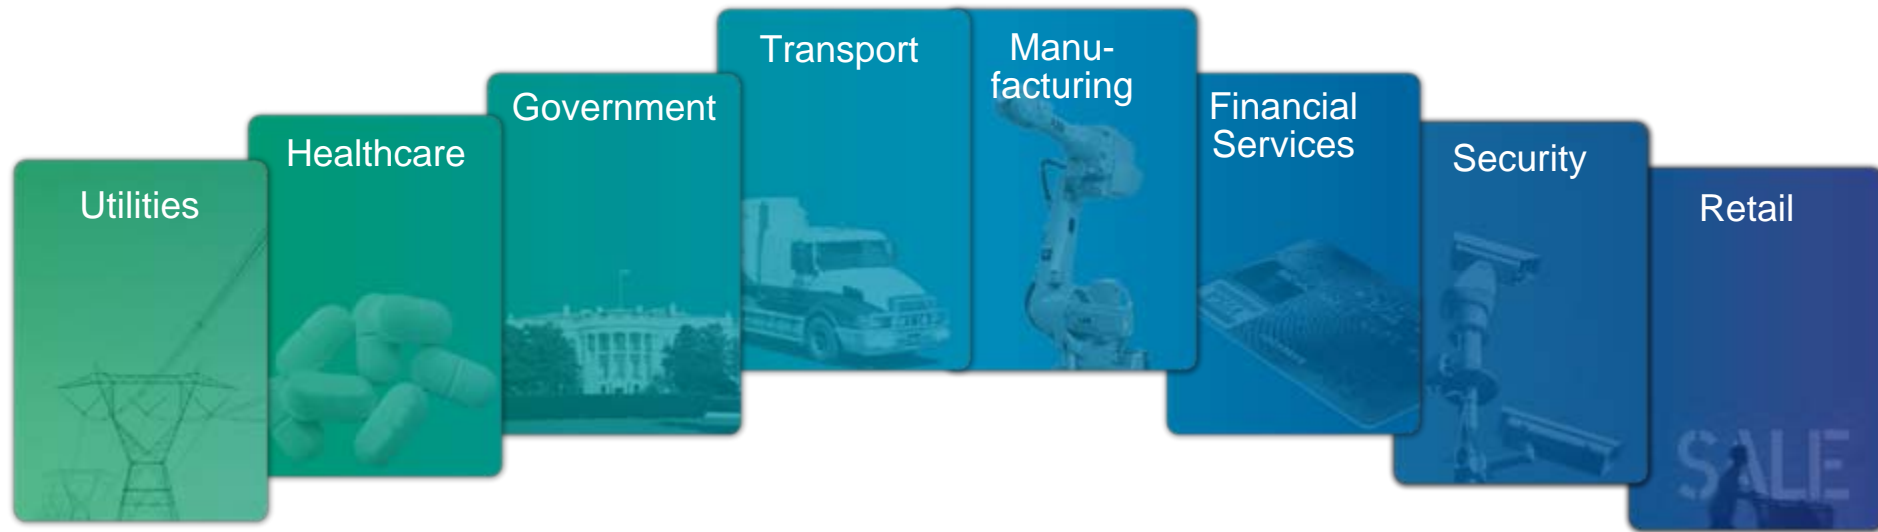 Utilities
Healthcare
Government
Transport
Manu-
facturing
Financial
Services
Security
Retail
SALE